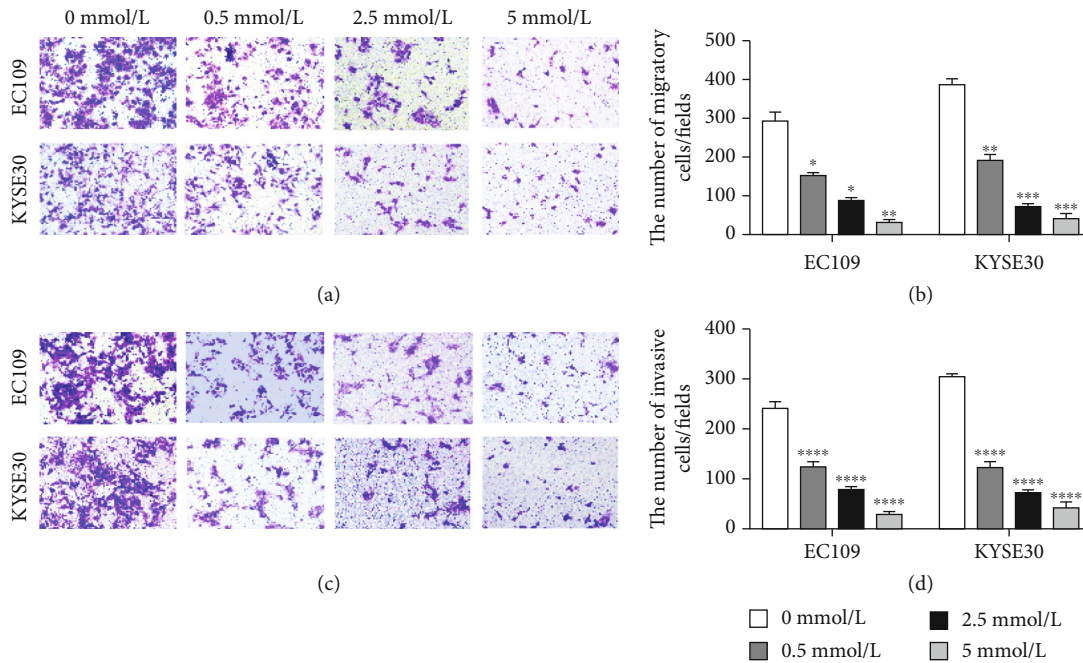 0 mmol/L 0.5 mmol/L 2.5 mmol/L 5 mmol/L
EC109
KYSE30
(a)
The number of migratory
cells/fields
500
400
300
200
100
0
*
*
**
**
***
***
EC109 KYSE30
(b)
EC109
KYSE30
(c)
The number of invasive
cells/fields
400
300
200
100
0
****
****
****
****
****
****
EC109 KYSE30
(d)
0 mmol/L 2.5 mmol/L
0.5 mmol/L 5 mmol/L